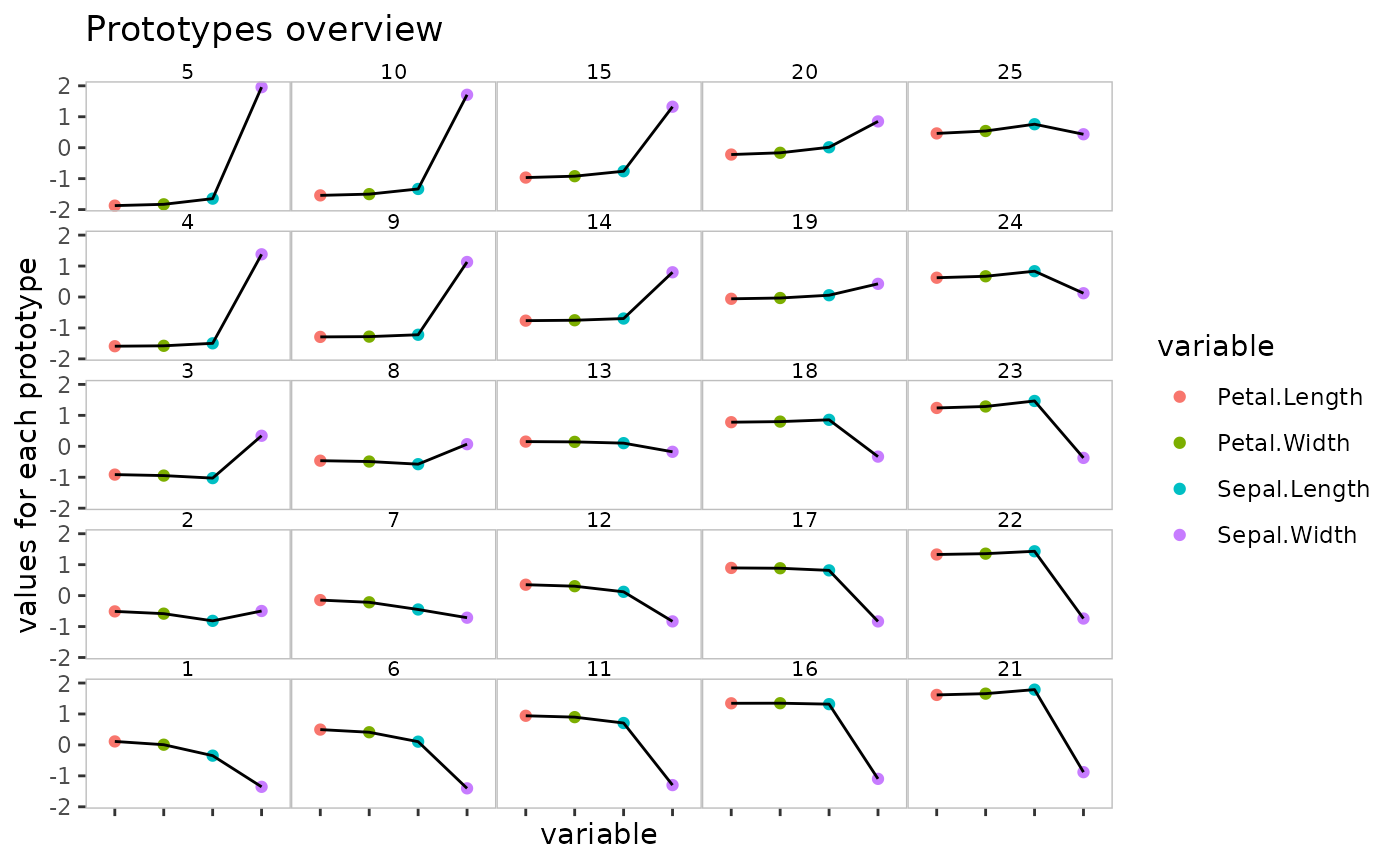 Prototypes overview
values for each prototype
5 10 15 20 25
2
1
0
-1
-2
4 9 14 19 24
2
1
0
-1
-2
3 8 13 18 23
2
1
0
-1
-2
2 7 12 17 22
2
1
0
-1
-2
1 6 11 16 21
2
1
0
-1
-2
variable
variable
Petal.Length
Petal.Width
Sepal.Length
Sepal.Width